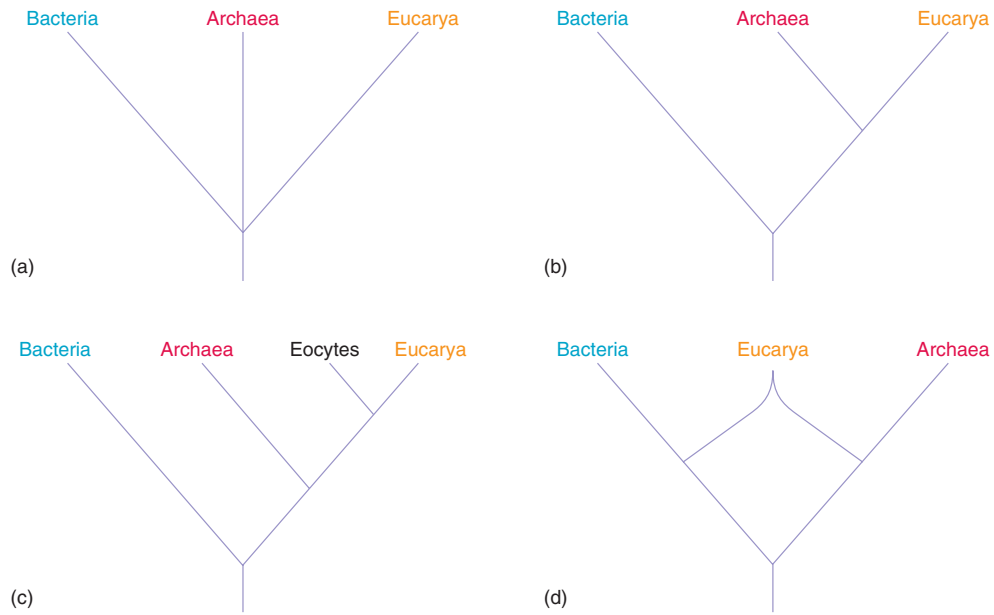 Bacteria Archaea Eucarya
(a)
Bacteria Archaea Eucarya
(b)
Bacteria Archaea Eocytes Eucarya
(c)
Bacteria Eucarya Archaea
(d)